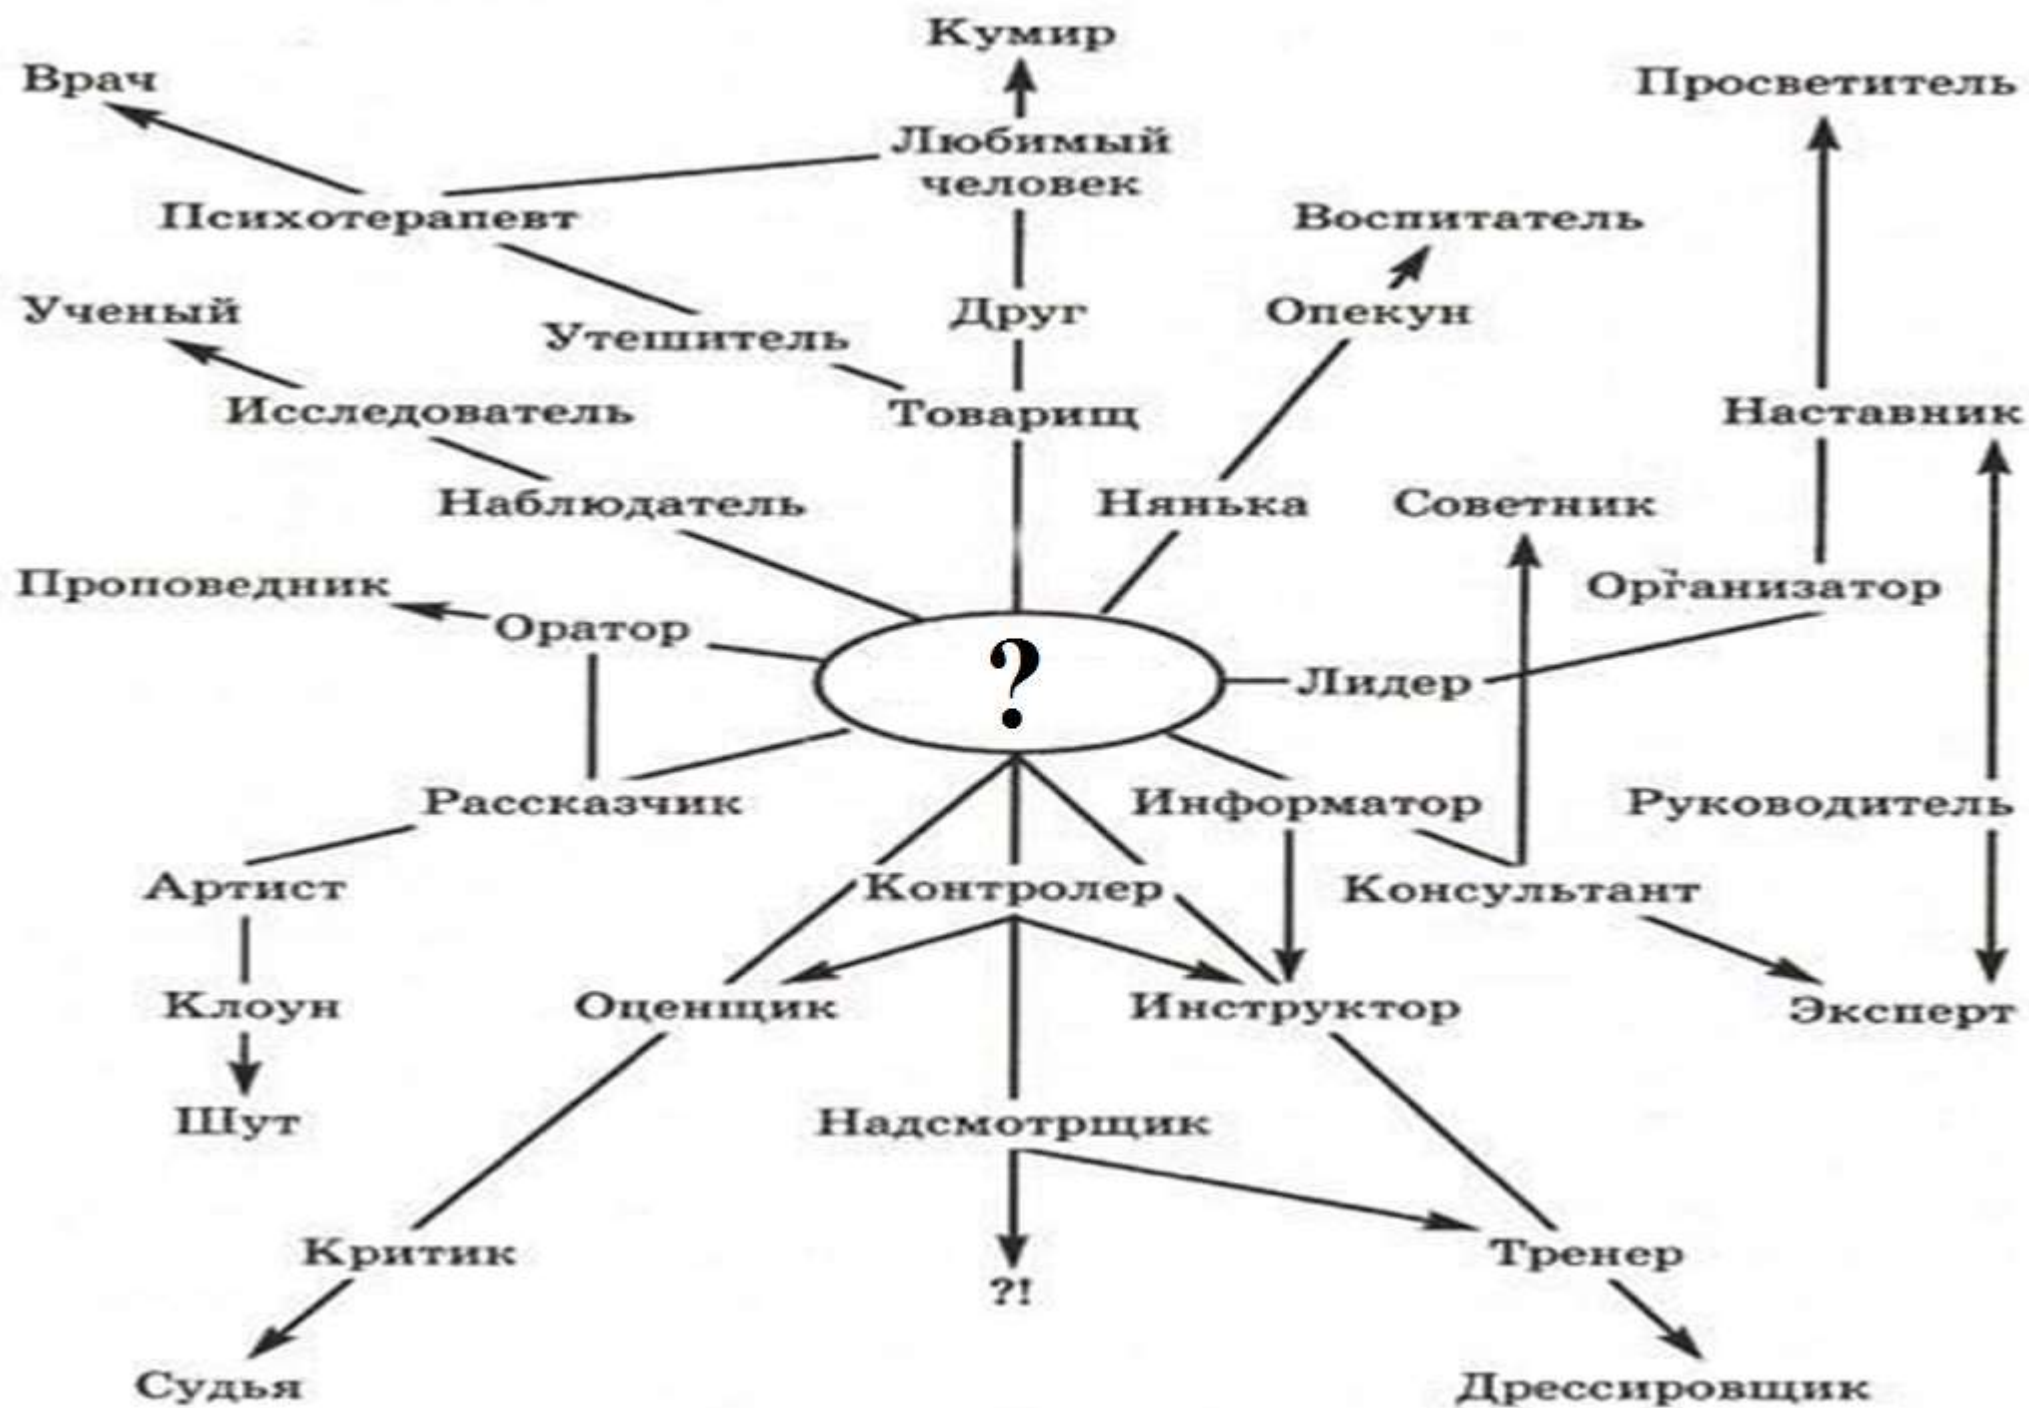 Кумир
Врач
Просветитель
Любимый
человек
Психотерапевт
Воспитатель
Ученый
Утешитель
Друг
Опекун
Исследователь
Товарищ
Наставник
Наблюдатель
Нянька
Советник
Проповедник
Оратор
Организатор
?
Лидер
Рассказчик
Информатор
Руководитель
Артист
Контролер
Консультант
Клоун
Оценщик
Инструктор
Эксперт
Шут
Надсмотрщик
Критик
Тренер
?!
Судья
Дрессировщик